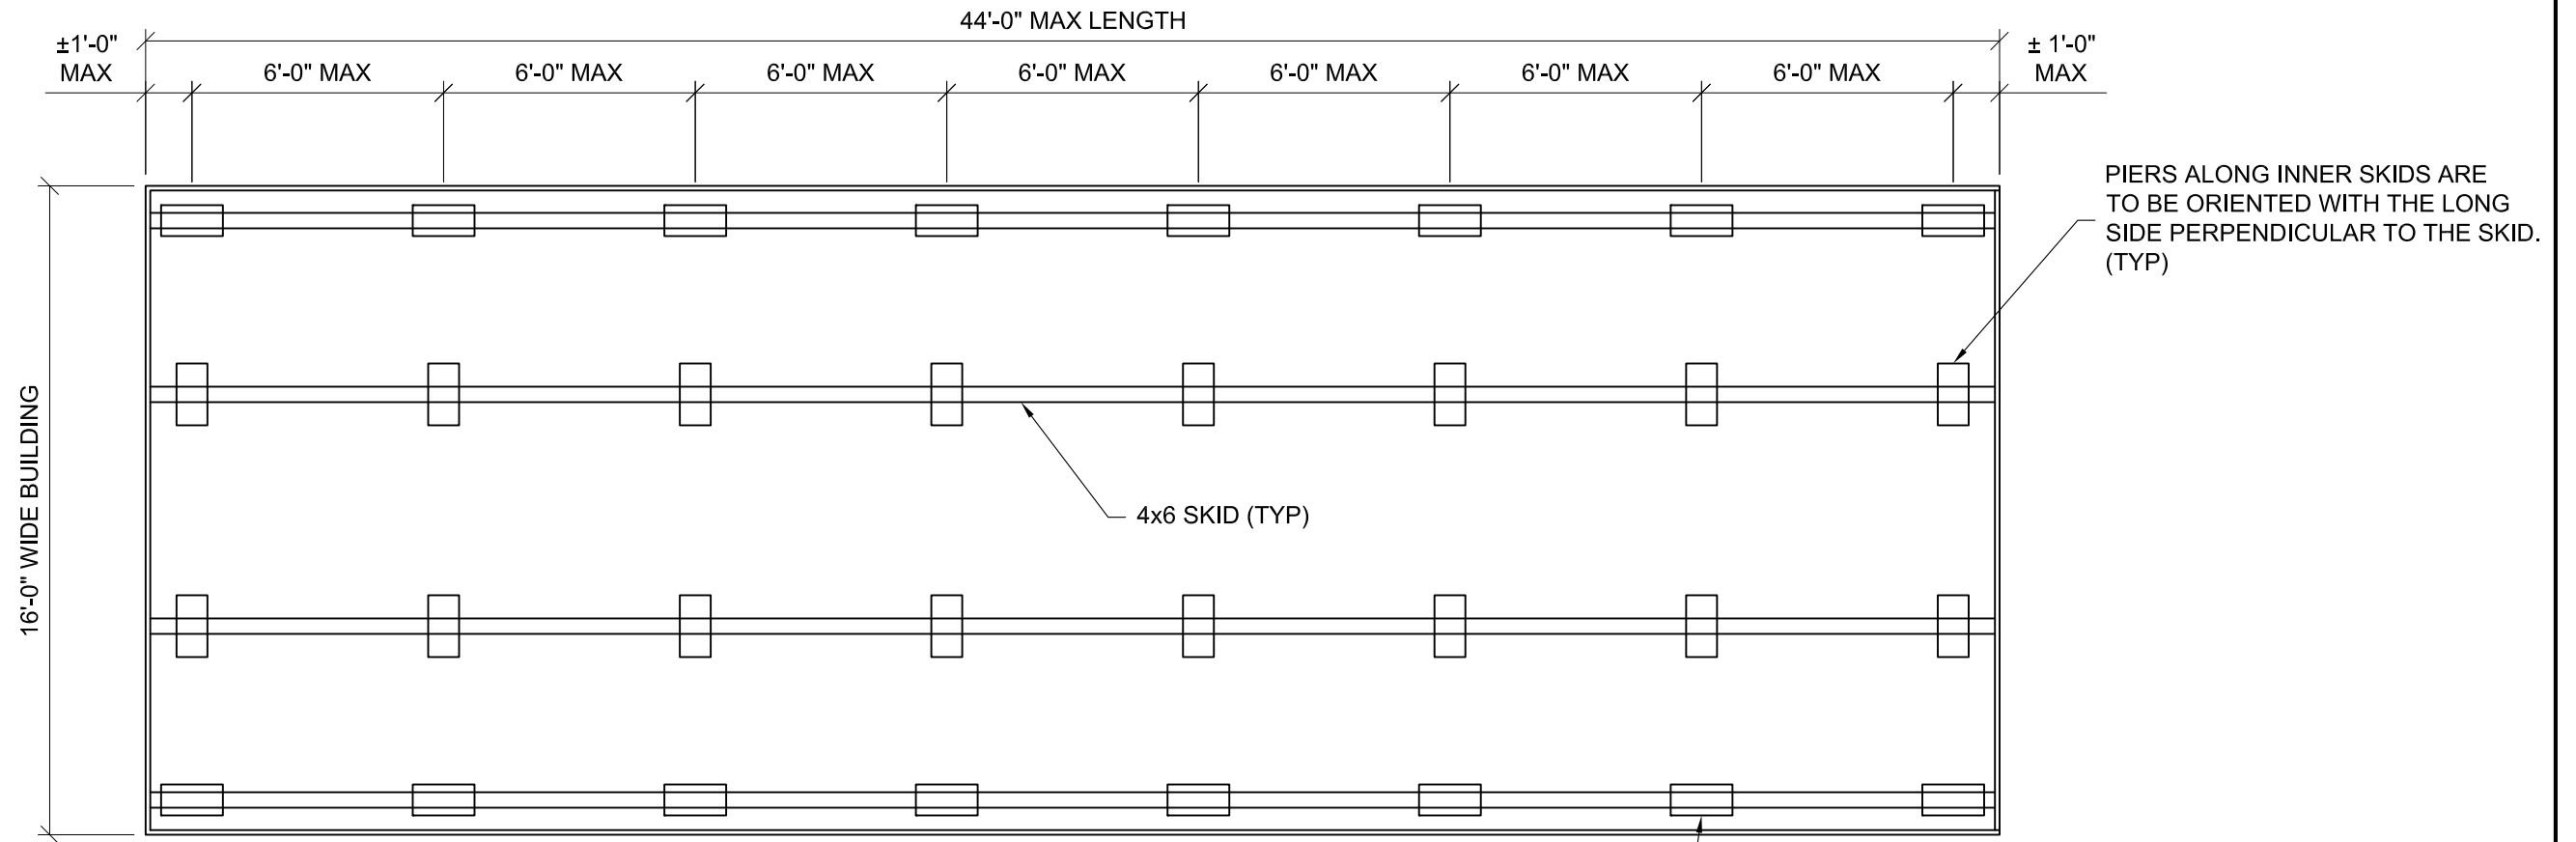 44'-0" MAX LENGTH
±1'-0"
MAX
6'-0" MAX
6'-0" MAX
6'-0" MAX
6'-0" MAX
6'-0" MAX
6'-0" MAX
6'-0" MAX
± 1'-0"
MAX
PIERS ALONG INNER SKIDS ARE
TO BE ORIENTED WITH THE LONG
SIDE PERPENDICULAR TO THE SKID.
(TYP)
16'-0" WIDE BUILDING
4x6 SKID (TYP)